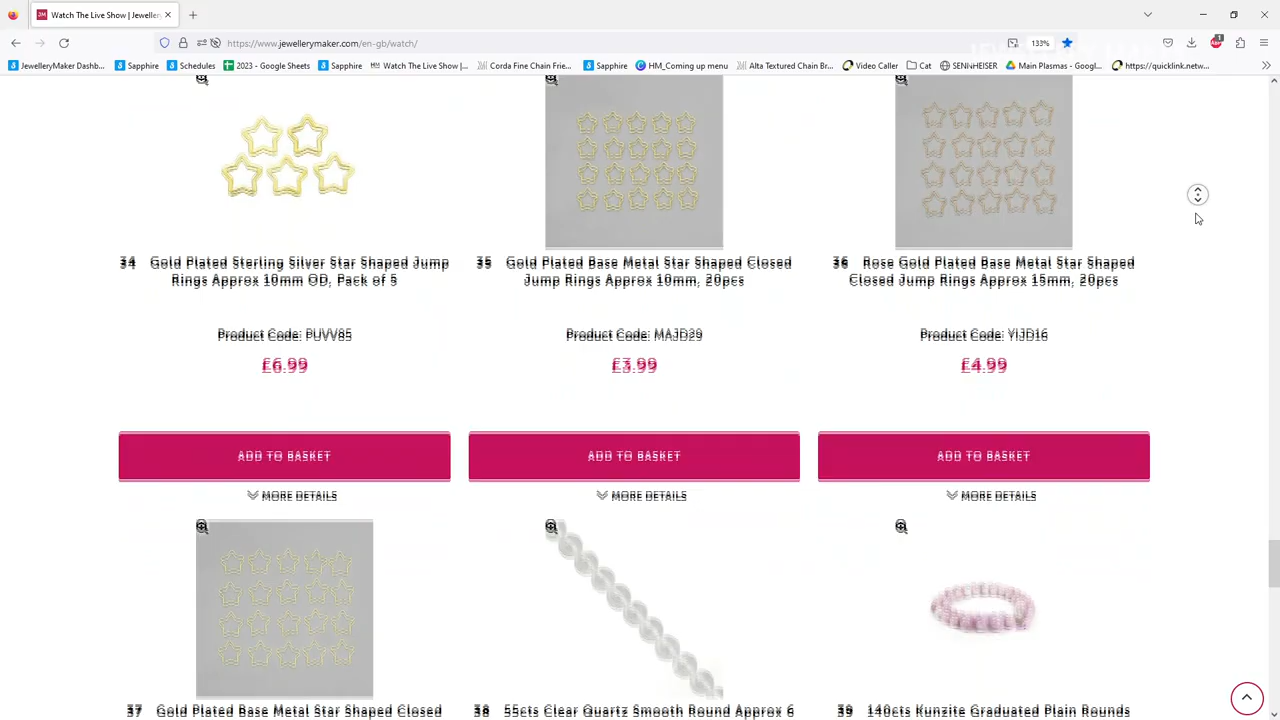 Watch The Live Show | Jeweller
https://www.jewellerymaker.com/en-gb/watch/
133%
JewelleryMaker Dashb...
Sapphire
Schedules
2023 - Google Sheets
Sapphire
Watch The Live Show |...
Corda Fine Chain Frie...
Sapphire
HM_Coming up menu
Alta Textured Chain Br...
Video Caller
Cat
SENNHEISER
Main Plasmas - Googl...
https://quicklink.netw...
34 Gold Plated Sterling Silver Star Shaped Jump
Rings Approx 10mm OD, Pack of 5
Product Code: PUVV85
£6.99
ADD TO BASKET
MORE DETAILS
35 Gold Plated Base Metal Star Shaped Closed
Jump Rings Approx 10mm, 20pcs
Product Code: MAJD29
£3.99
ADD TO BASKET
MORE DETAILS
36 Rose Gold Plated Base Metal Star Shaped
Closed Jump Rings Approx 15mm, 20pcs
Product Code: YIJD16
£4.99
ADD TO BASKET
MORE DETAILS
37 Gold Plated Base Metal Star Shaped Closed
38 55cts Clear Quartz Smooth Round Approx 6
39 140cts Kunzite Graduated Plain Rounds